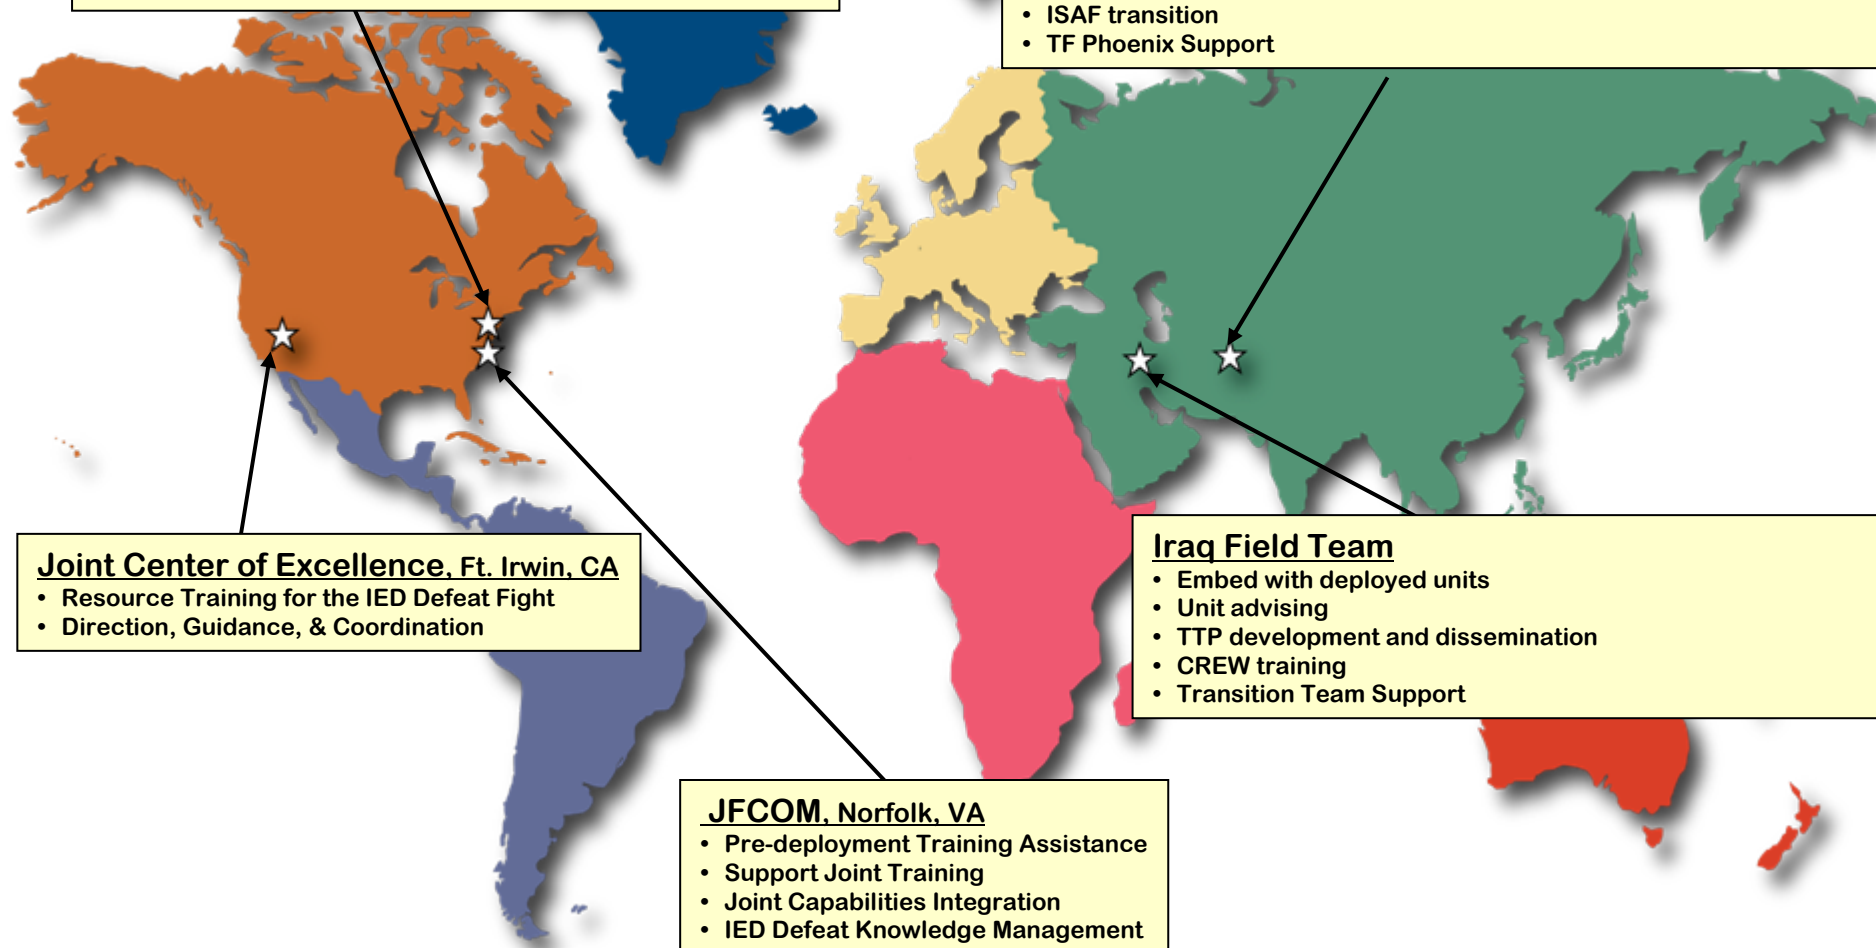 • ISAF transition
• TF Phoenix Support
Joint Center of Excellence, Ft. Irwin, CA
• Resource Training for the IED Defeat Fight
• Direction, Guidance, & Coordination
Iraq Field Team
• Embed with deployed units
• Unit advising
• TTP development and dissemination
• CREW training
• Transition Team Support
JFCOM, Norfolk, VA
• Pre-deployment Training Assistance
• Support Joint Training
• Joint Capabilities Integration
• IED Defeat Knowledge Management